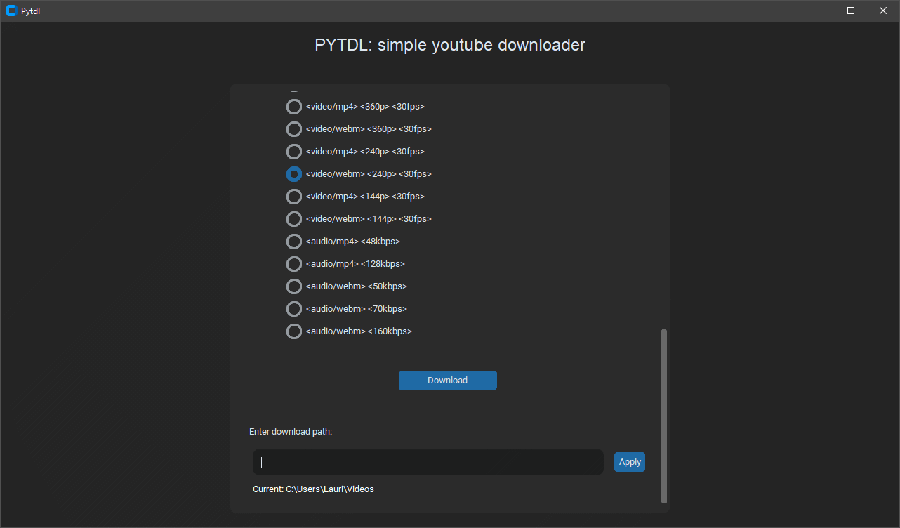 Pytdl
PYTDL: simple youtube downloader
<video/mp4> <360p> <30fps>
<video/webm> <360p> <30fps>
<video/mp4> <240p> <30fps>
<video/webm> <240p> <30fps>
<video/mp4> <144p> <30fps>
<video/webm> <144p> <30fps>
<audio/mp4> <48kbps>
<audio/mp4> <128kbps>
<audio/webm> <50kbps>
<audio/webm> <70kbps>
<audio/webm> <160kbps>
Download
Enter download path:
Apply
Current: C:\Users\Lauri\Videos